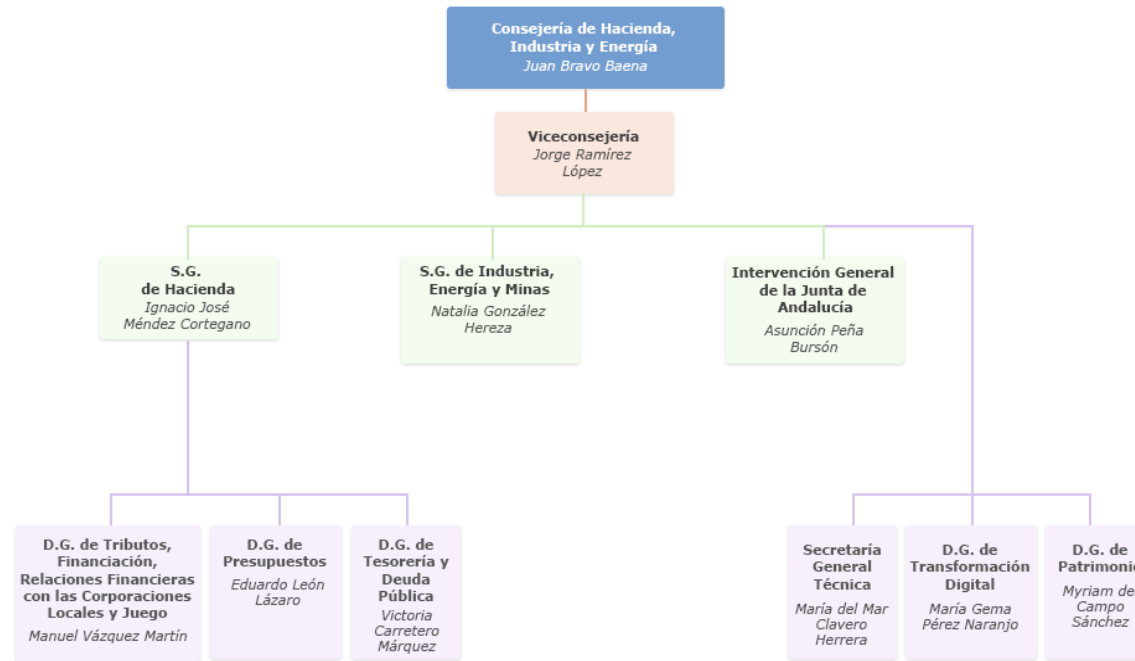 Consejería de Hacienda,
Industria y Energía
Juan Bravo Baena
Viceconsejería
Jorge Ramírez
López
S.G.
de Hacienda
Ignacio José
Méndez Cortegano
S.G. de Industria,
Energía y Minas
Natalia González
Hereza
Intervención General
de la Junta de
Andalucía
Asunción Peña
Bursón
D.G. de Tributos,
Financiación,
Relaciones Financieras
con las Corporaciones
Locales y Juego
Manuel Vázquez Martín
D.G. de
Presupuestos
Eduardo León
Lázaro
D.G. de
Tesorería y
Deuda
Pública
Victoria
Carretero
Márquez
Secretaría
General
Técnica
María del Mar
Clavero
Herrera
D.G. de
Transformación
Digital
María Gema
Pérez Naranjo
D.G. de
Patrimonio
Myriam del
Campo
Sánchez